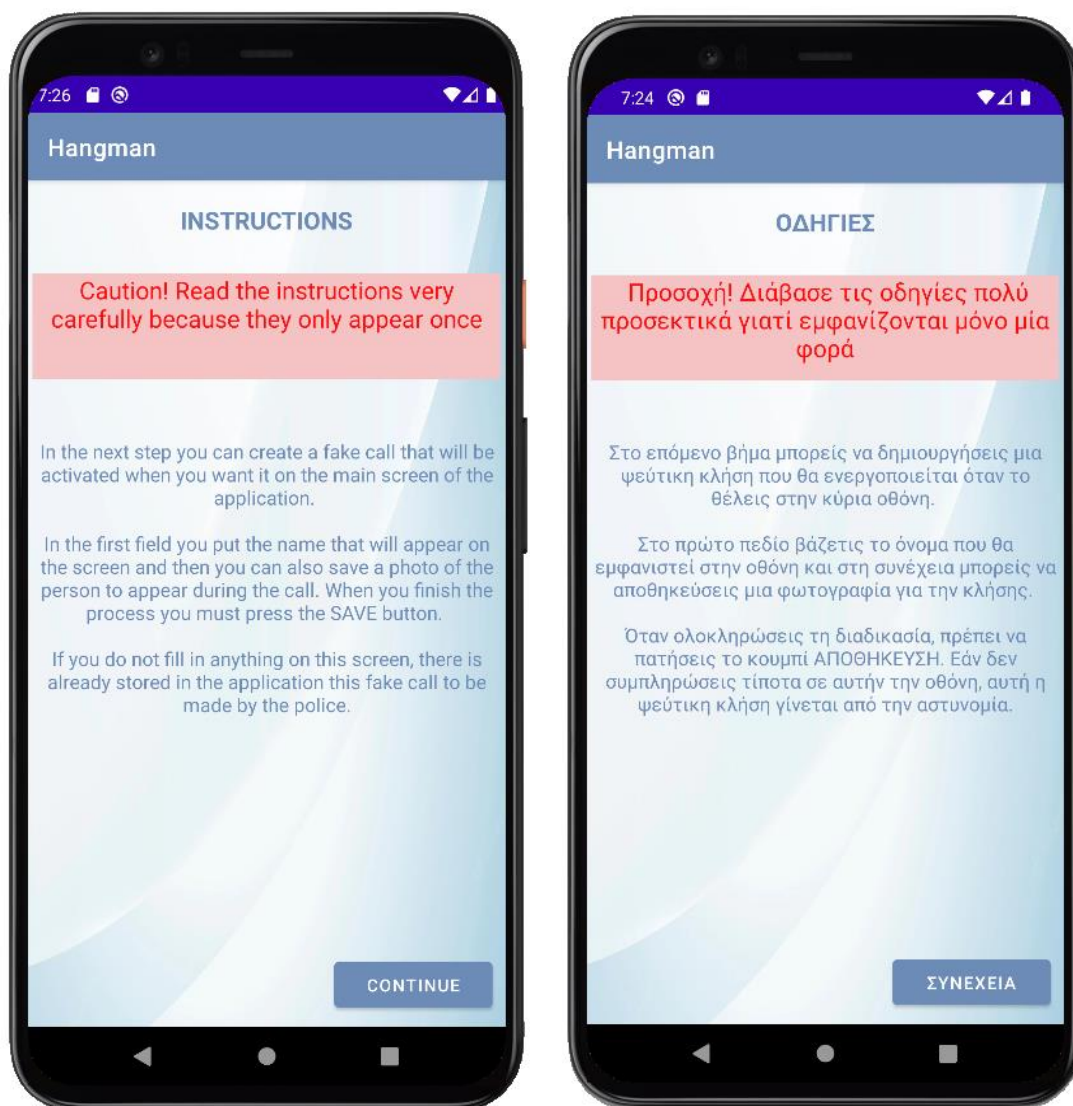 7:26
Hangman
INSTRUCTIONS
Caution! Read the instructions very
carefully because they only appear once
In the next step you can create a fake call that will be
activated when you want it on the main screen of the
application.
In the first field you put the name that will appear on
the screen and then you can also save a photo of the
person to appear during the call. When you finish the
process you must press the SAVE button.
If you do not fill in anything on this screen, there is
already stored in the application this fake call to be
made by the police.
CONTINUE
7:24
Hangman
ΟΔΗΓΙΕΣ
Προσοχή! Διάβασε τις οδηγίες πολύ
προσεκτικά γιατί εμφανίζονται μόνο μία
φορά
Στο επόμενο βήμα μπορείς να δημιουργήσεις μια
ψεύτικη κλήση που θα ενεργοποιείται όταν το
θέλεις στην κύρια οθόνη.
Στο πρώτο πεδίο βάζετις το όνομα που θα
εμφανιστεί στην οθόνη και στη συνέχεια μπορείς να
αποθηκεύσεις μια φωτογραφία για την κλήσης.
Όταν ολοκληρώσεις τη διαδικασία, πρέπει να
πατήσεις το κουμπί ΑΠΟΘΗΚΕΥΣΗ. Εάν δεν
συμπληρώσεις τίποτα σε αυτήν την οθόνη, αυτή η
ψεύτικη κλήση γίνεται από την αστυνομία.
ΣΥΝΕΧΕΙΑ